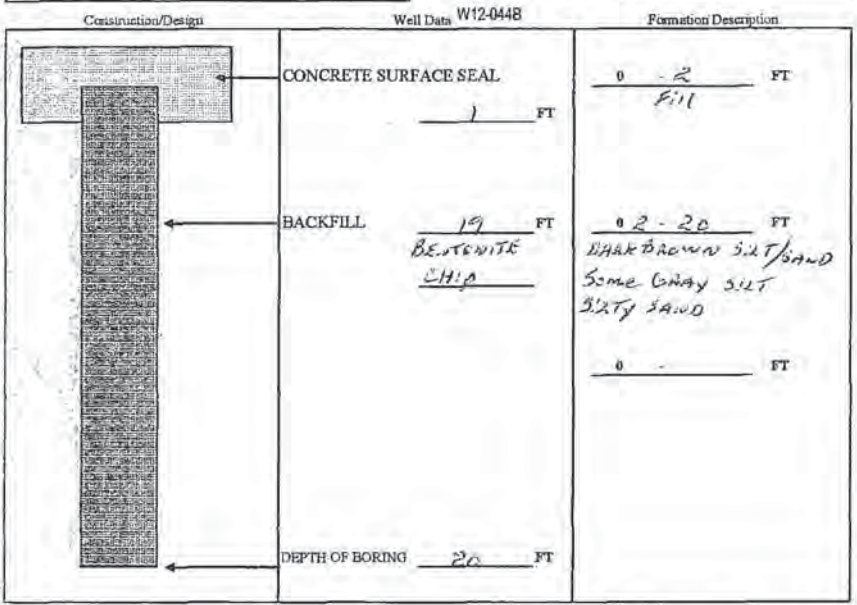 Construction/Design
Well Data W12-044B
Formation Description
CONCRETE SURFACE SEAL
1 FT
0 - 2 FT
Fill
BACKFILL 19 FT
BENTONITE
CHIP
0 2 - 20 FT
DARK BROWN SILT/SAND
Some GRAY SILT
SILTY SAND
0 - FT
DEPTH OF BORING 20 FT